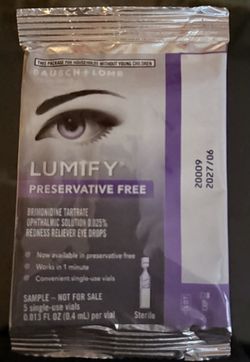 THIS PACKAGE FOR HOUSEHOLDS WITHOUT YOUNG CHILDREN
BAUSCH + LOMB
LUMIFY
PRESERVATIVE FREE
BRIMONIDINE TARTRATE
OPHTHALMIC SOLUTION 0.025%
REDNESS RELIEVER EYE DROPS
• Now available in preservative free
• Works in 1 minute
• Convenient single-use vials
SAMPLE - NOT FOR SALE
5 single-use vials
0.013 FL OZ (0.4 mL) per vial
Sterile
20009
2027/06